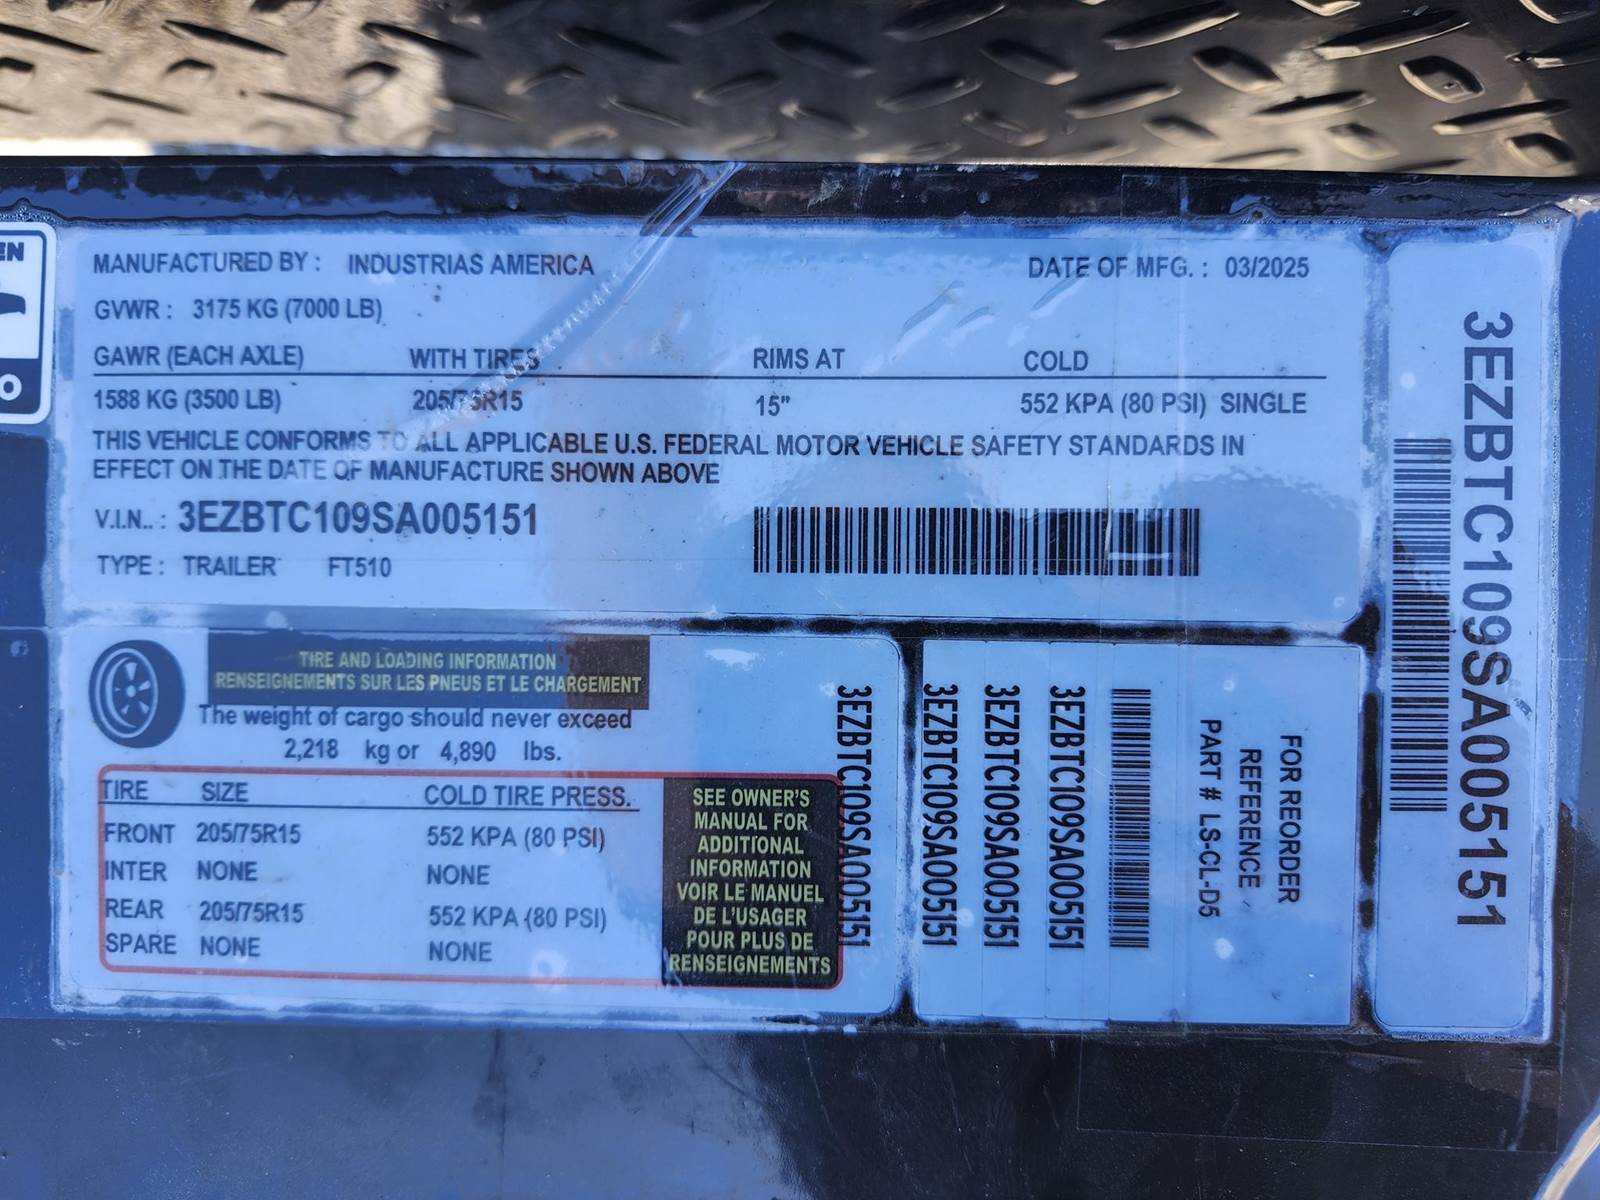 EN
O
MANUFACTURED BY : INDUSTRIAS AMERICA DATE OF MFG. : 03/2025
GVWR : 3175 KG (7000 LB)
GAWR (EACH AXLE) WITH TIRES RIMS AT COLD
1588 KG (3500 LB) 205/75R15 15" 552 KPA (80 PSI) SINGLE
THIS VEHICLE CONFORMS TO ALL APPLICABLE U.S. FEDERAL MOTOR VEHICLE SAFETY STANDARDS IN
EFFECT ON THE DATE OF MANUFACTURE SHOWN ABOVE
V.I.N.. : 3EZBTC109SA005151
TYPE : TRAILER FT510
TIRE AND LOADING INFORMATION
RENSEIGNEMENTS SUR LES PNEUS ET LE CHARGEMENT
The weight of cargo should never exceed
2,218 kg or 4,890 lbs.
TIRE SIZE COLD TIRE PRESS.
FRONT 205/75R15 552 KPA (80 PSI)
INTER NONE NONE
REAR 205/75R15 552 KPA (80 PSI)
SPARE NONE NONE
SEE OWNER'S
MANUAL FOR
ADDITIONAL
INFORMATION
VOIR LE MANUEL
DE L'USAGER
POUR PLUS DE
RENSEIGNEMENTS
3EZBTC109SA005151
3EZBTC109SA005151
3EZBTC109SA005151
3EZBTC109SA005151
FOR REORDER
REFERENCE
PART # LS-CL-D5
3EZBTC109SA005151